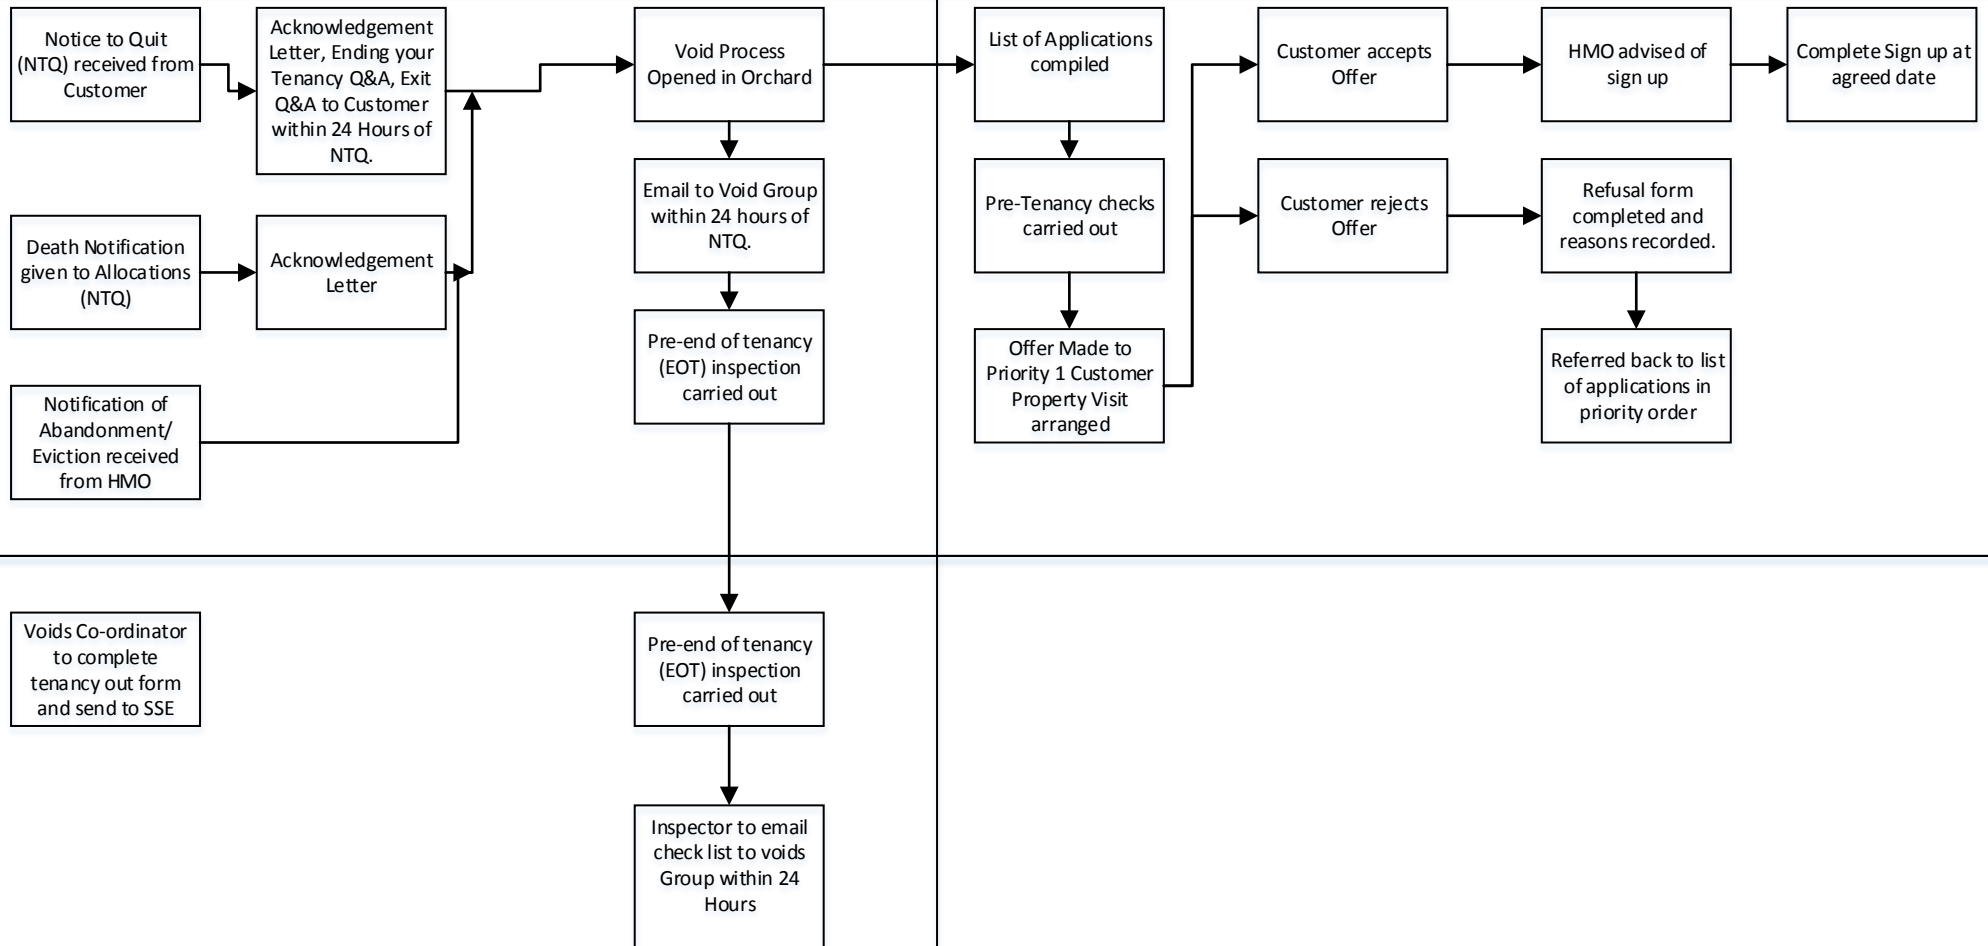 Notice to Quit
(NTQ) received from
Customer
Acknowledgement
Letter, Ending your
Tenancy Q&A, Exit
Q&A to Customer
within 24 Hours of
NTQ.
Void Process
Opened in Orchard
List of Applications
compiled
Customer accepts
Offer
HMO advised of
sign up
Complete Sign up at
agreed date
Email to Void Group
within 24 hours of
NTQ.
Pre-Tenancy checks
carried out
Customer rejects
Offer
Refusal form
completed and
reasons recorded.
Death Notification
given to Allocations
(NTQ)
Acknowledgement
Letter
Pre-end of tenancy
(EOT) inspection
carried out
Offer Made to
Priority 1 Customer
Property Visit
arranged
Referred back to list
of applications in
priority order
Notification of
Abandonment/
Eviction received
from HMO
Voids Co-ordinator
to complete
tenancy out form
and send to SSE
Pre-end of tenancy
(EOT) inspection
carried out
Inspector to email
check list to voids
Group within 24
Hours